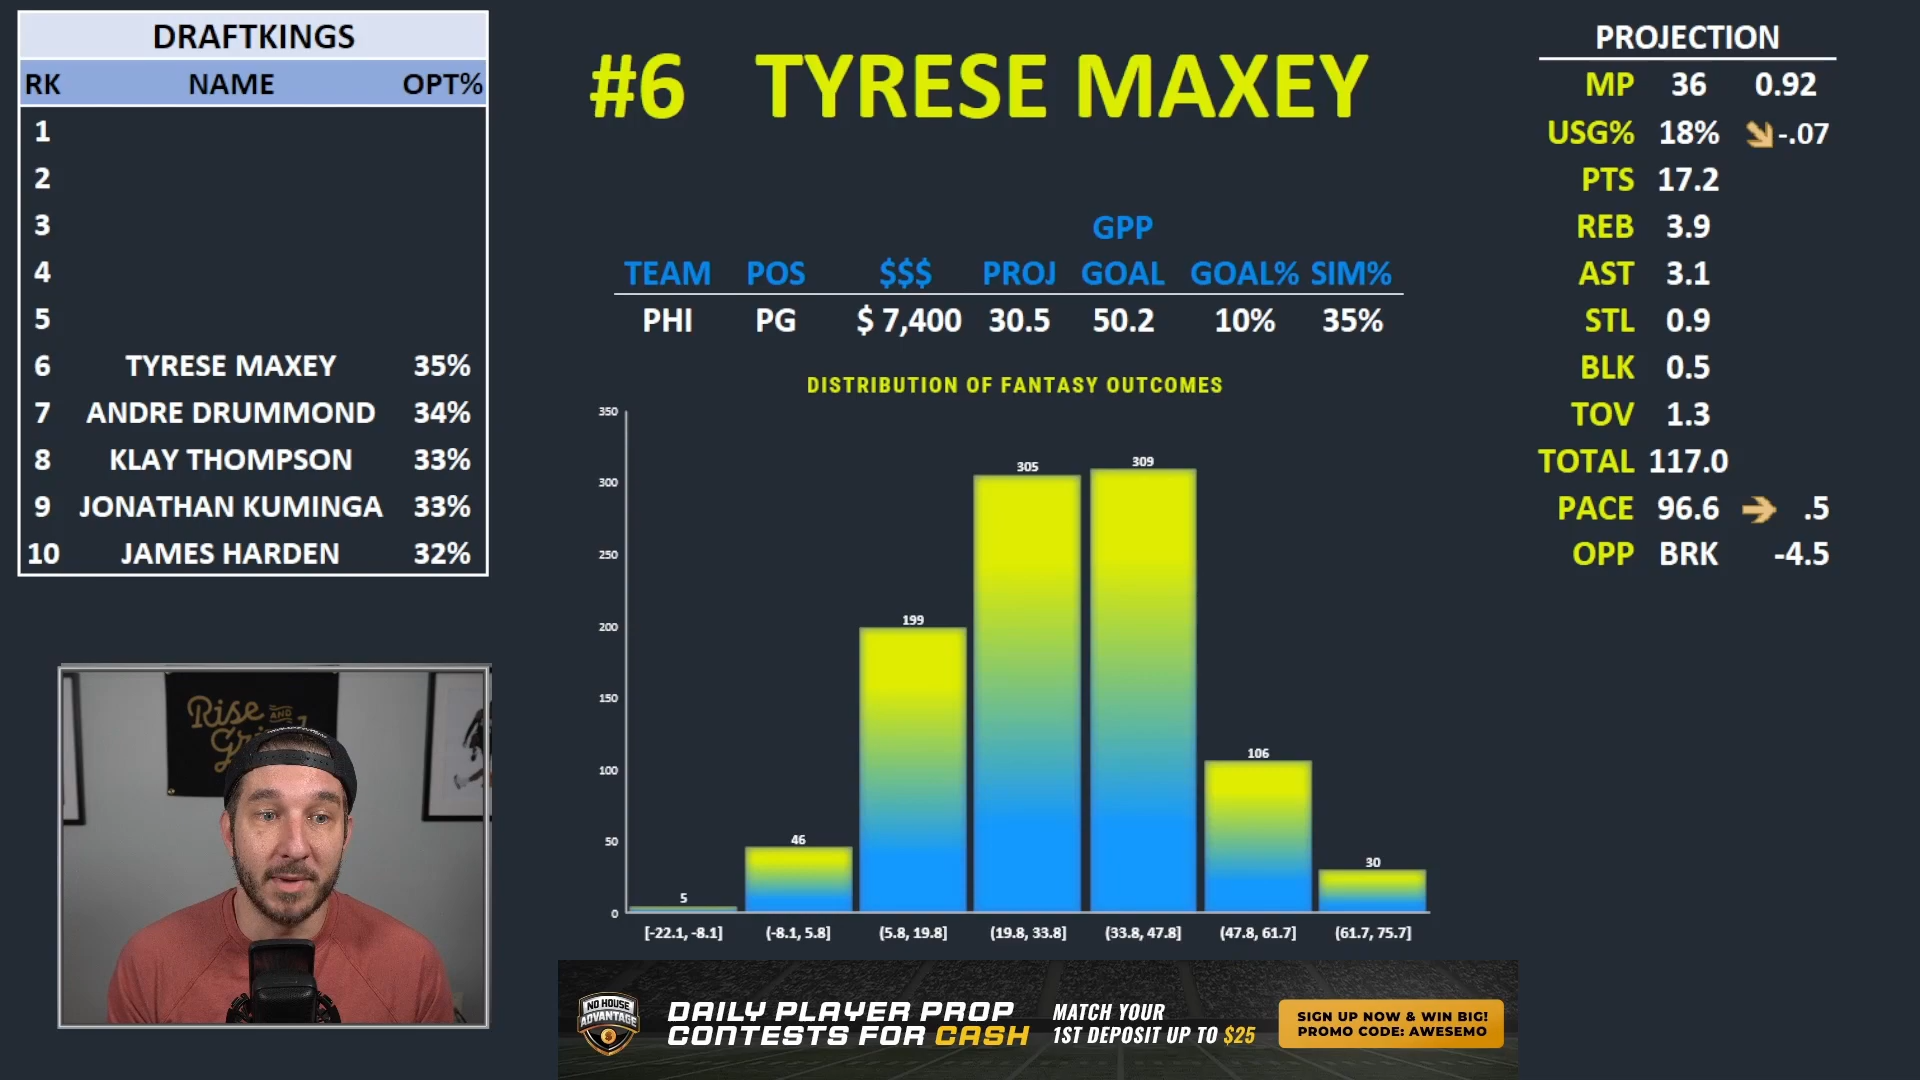 DRAFTKINGS
RK NAME OPT%
1
2
3
4
5
6 TYRESE MAXEY 35%
7 ANDRE DRUMMOND 34%
8 KLAY THOMPSON 33%
9 JONATHAN KUMINGA 33%
10 JAMES HARDEN 32%
#6 TYRESE MAXEY
GPP
TEAM POS $$$ PROJ GOAL GOAL% SIM%
PHI PG $ 7,400 30.5 50.2 10% 35%
DISTRIBUTION OF FANTASY OUTCOMES
350
300
250
200
150
100
50
0
5
46
199
305
309
106
30
[-22.1, -8.1] (-8.1, 5.8] (5.8, 19.8] (19.8, 33.8] (33.8, 47.8] (47.8, 61.7] (61.7, 75.7]
PROJECTION
MP 36 0.92
USG% 18% -.07
PTS 17.2
REB 3.9
AST 3.1
STL 0.9
BLK 0.5
TOV 1.3
TOTAL 117.0
PACE 96.6 .5
OPP BRK -4.5
Rise AND
NO HOUSE
ADVANTAGE
DAILY PLAYER PROP
CONTESTS FOR CASH
MATCH YOUR
1ST DEPOSIT UP TO $25
SIGN UP NOW & WIN BIG!
PROMO CODE: AWESEMO